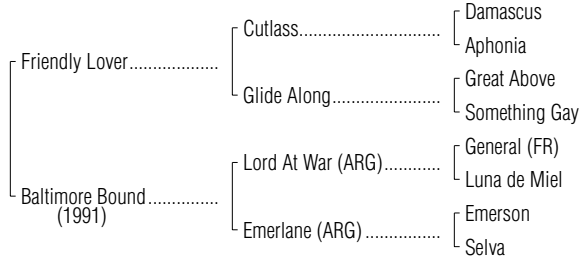 Damascus
Cutlass
Aphonia
Friendly Lover
Great Above
Glide Along
Something Gay
General (FR)
Lord At War (ARG)
Luna de Miel
Baltimore Bound
(1991)
Emerson
Emerlane (ARG)
Selva